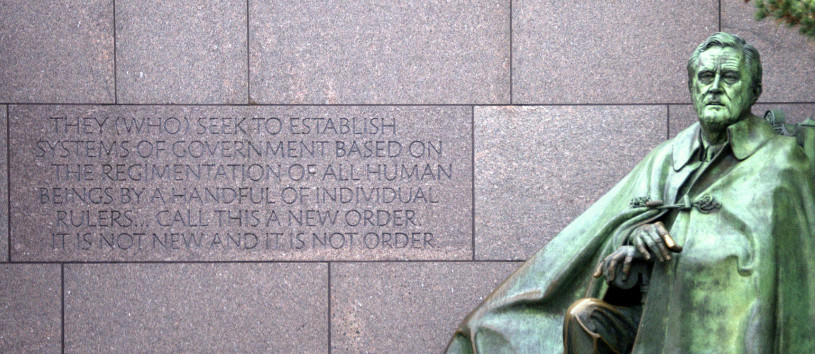 THEY (WHO) SEEK TO ESTABLISH
SYSTEMS OF GOVERNMENT BASED ON
THE REGIMENTATION OF ALL HUMAN
BEINGS BY A HANDFUL OF INDIVIDUAL
RULERS... CALL THIS A NEW ORDER.
IT IS NOT NEW AND IT IS NOT ORDER.